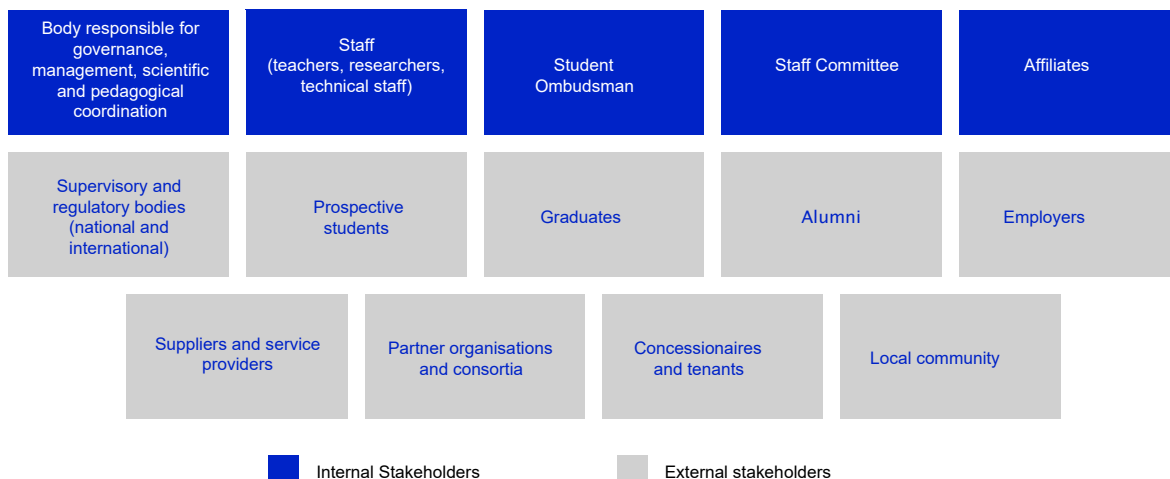 Body responsible for
governance,
management, scientific
and pedagogical
coordination
Staff
(teachers, researchers,
technical staff)
Student
Ombudsman
Staff Committee
Affiliates
Supervisory and
regulatory bodies
(national and
international)
Prospective
students
Graduates
Alumni
Employers
Suppliers and service
providers
Partner organisations
and consortia
Concessionaires
and tenants
Local community
Internal Stakeholders
External stakeholders